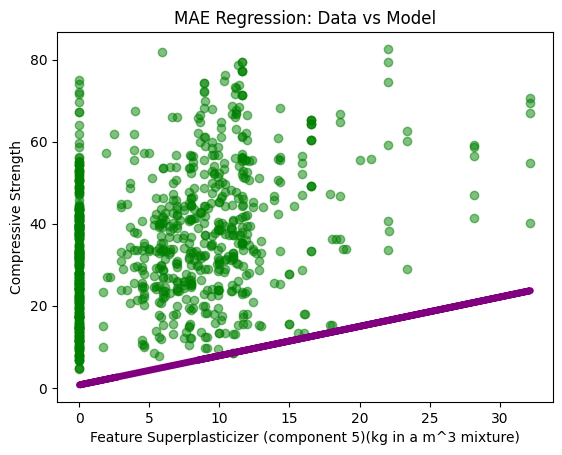 MAE Regression: Data vs Model
Compressive Strength
80
60
40
20
0
0 5 10 15 20 25 30
Feature Superplasticizer (component 5)(kg in a m^3 mixture)